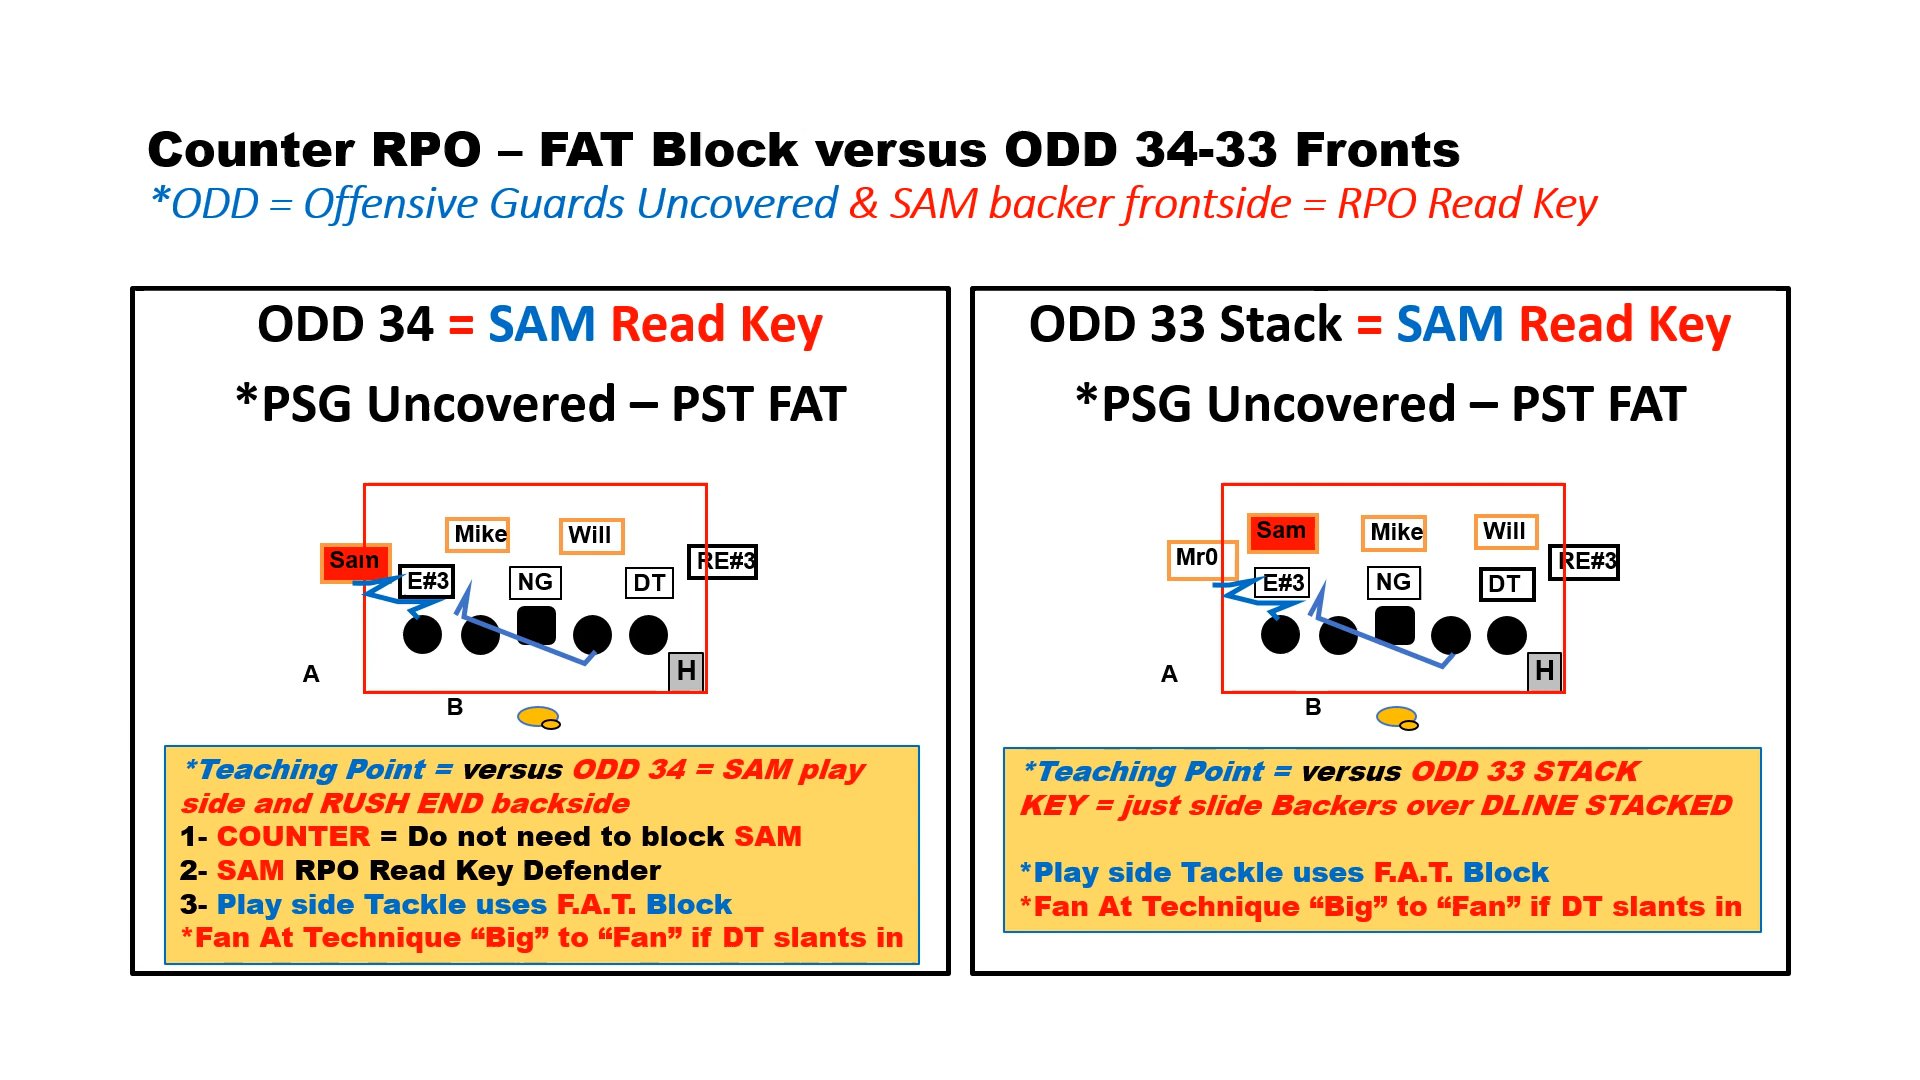 Counter RPO – FAT Block versus ODD 34-33 Fronts
*ODD = Offensive Guards Uncovered & SAM backer frontside = RPO Read Key
ODD 34 = SAM Read Key
*PSG Uncovered – PST FAT
Mike
Will
Sam
RE#3
E#3
NG
DT
H
A
B
*Teaching Point = versus ODD 34 = SAM play
side and RUSH END backside
1- COUNTER = Do not need to block SAM
2- SAM RPO Read Key Defender
3- Play side Tackle uses F.A.T. Block
*Fan At Technique “Big” to “Fan” if DT slants in
ODD 33 Stack = SAM Read Key
*PSG Uncovered – PST FAT
Sam
Mike
Will
Mr0
RE#3
E#3
NG
DT
H
A
B
*Teaching Point = versus ODD 33 STACK
KEY = just slide Backers over DLINE STACKED
*Play side Tackle uses F.A.T. Block
*Fan At Technique “Big” to “Fan” if DT slants in